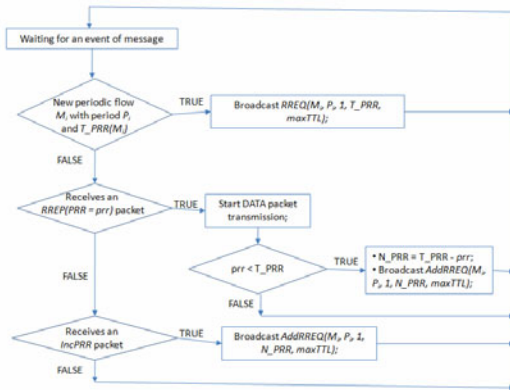 Waiting for an event of message
New periodic flow
Mᵢ with period Pᵢ
and T_PRR(Mᵢ)
TRUE
Broadcast RREQ(Mᵢ, Pᵢ, 1, T_PRR,
maxTTL);
FALSE
Receives an
RREP(PRR = prr) packet
TRUE
Start DATA packet
transmission;
prr < T_PRR
TRUE
• N_PRR = T_PRR - prr;
• Broadcast AddRREQ(Mᵢ,
Pᵢ, 1, N_PRR, maxTTL);
FALSE
FALSE
Receives an
IncPRR packet
TRUE
Broadcast AddRREQ(Mᵢ, Pᵢ, 1,
N_PRR, maxTTL);
FALSE